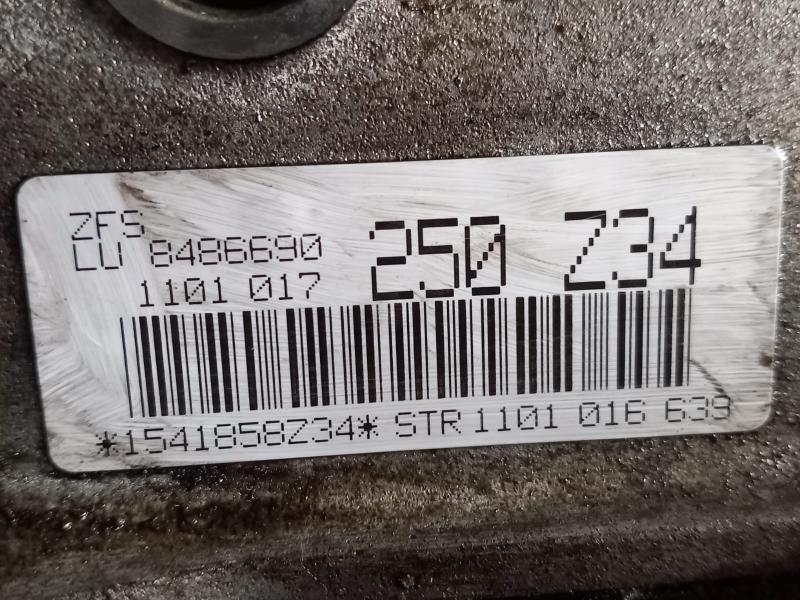 ZFS
LU 8486690 250 Z34
1101 017
*1541858Z34* STR 1101 016 639